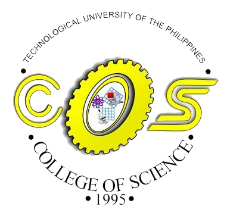 TECHNOLOGICAL UNIVERSITY OF THE PHILIPPINES
COS
• COLLEGE OF SCIENCE •
• 1995 •